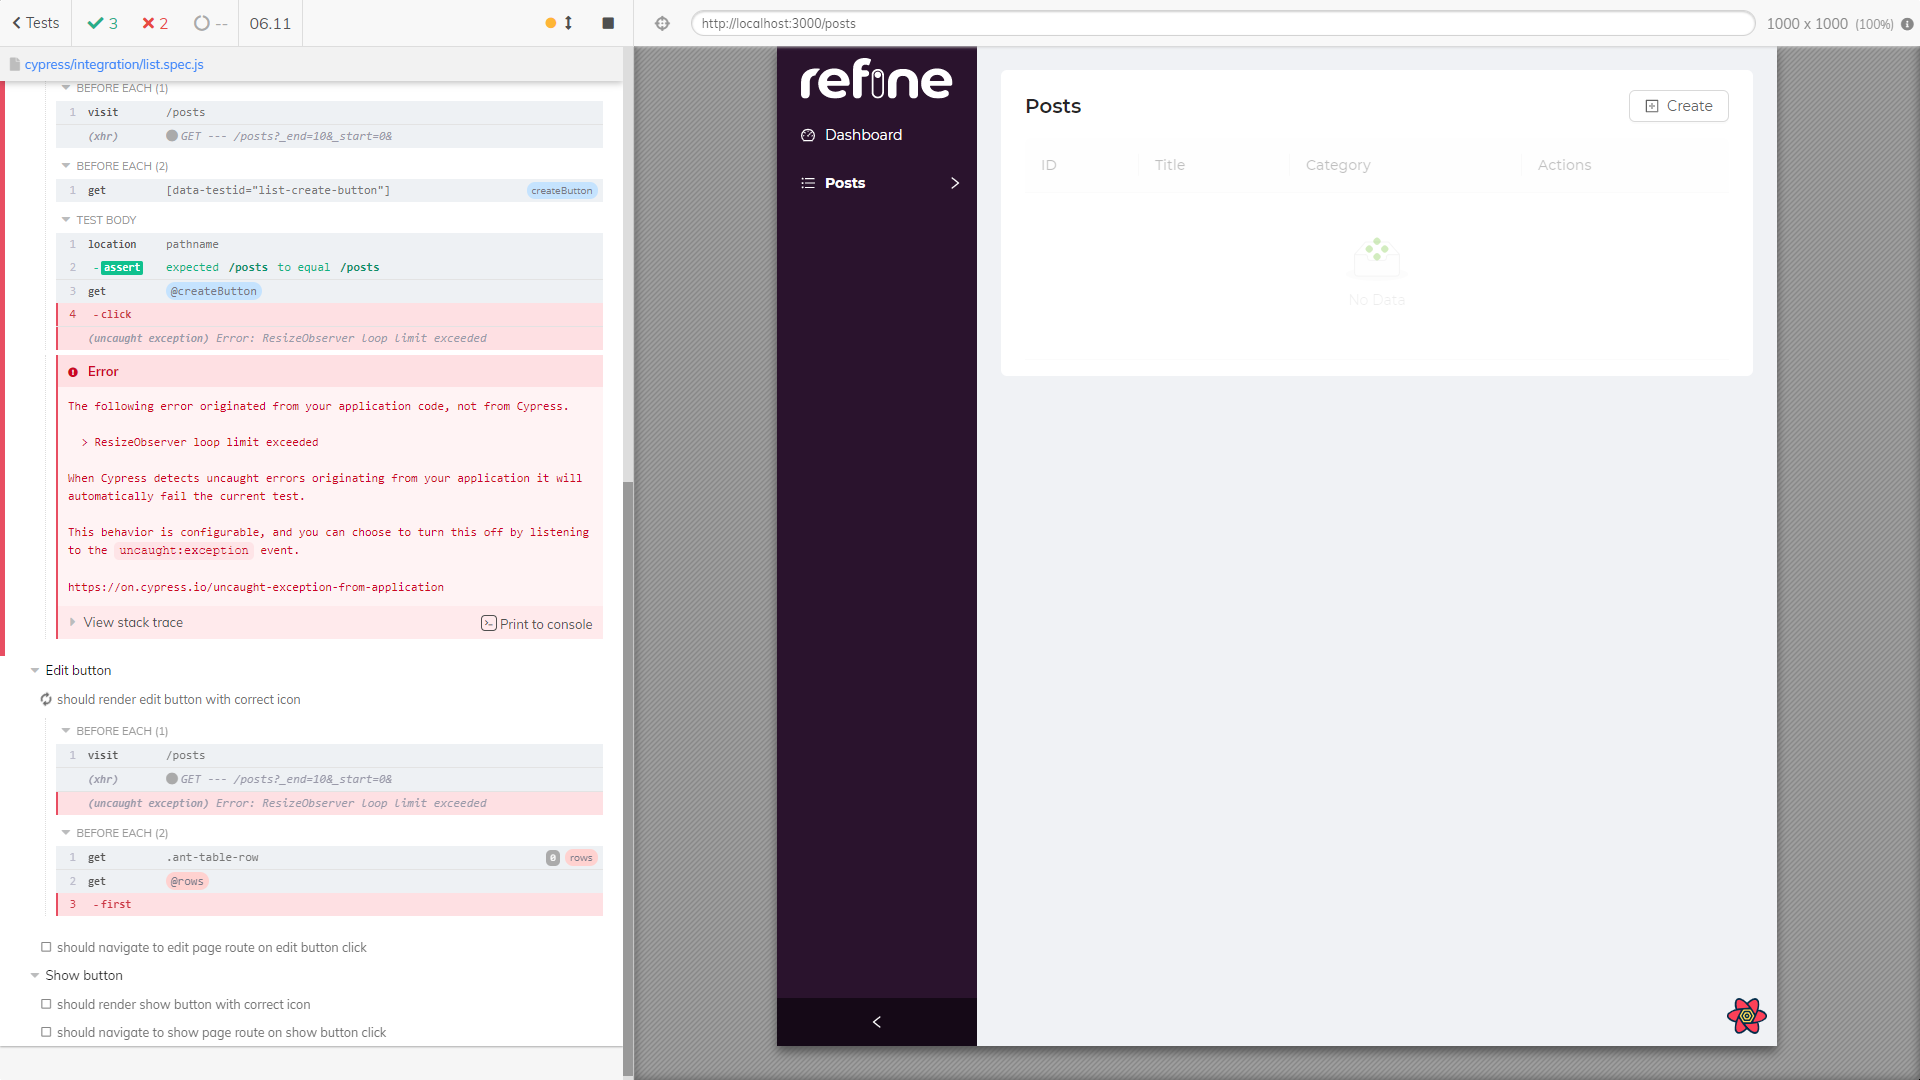 Tests
3
2
--
06.11
http://localhost:3000/posts
1000 x 1000 (100%)
cypress/integration/list.spec.js
BEFORE EACH (1)
1 visit /posts
(xhr) GET --- /posts?_end=10&_start=0&
BEFORE EACH (2)
1 get [data-testid="list-create-button"] createButton
TEST BODY
1 location pathname
2 -assert expected /posts to equal /posts
3 get @createButton
4 -click
(uncaught exception) Error: ResizeObserver loop limit exceeded
Error
The following error originated from your application code, not from Cypress.
> ResizeObserver loop limit exceeded
When Cypress detects uncaught errors originating from your application it will
automatically fail the current test.
This behavior is configurable, and you can choose to turn this off by listening
to the uncaught:exception event.
https://on.cypress.io/uncaught-exception-from-application
View stack trace
Print to console
Edit button
should render edit button with correct icon
BEFORE EACH (1)
1 visit /posts
(xhr) GET --- /posts?_end=10&_start=0&
(uncaught exception) Error: ResizeObserver loop limit exceeded
BEFORE EACH (2)
1 get .ant-table-row 0 rows
2 get @rows
3 -first
should navigate to edit page route on edit button click
Show button
should render show button with correct icon
should navigate to show page route on show button click
refine
Dashboard
Posts
Posts
Create
ID Title Category Actions
No Data